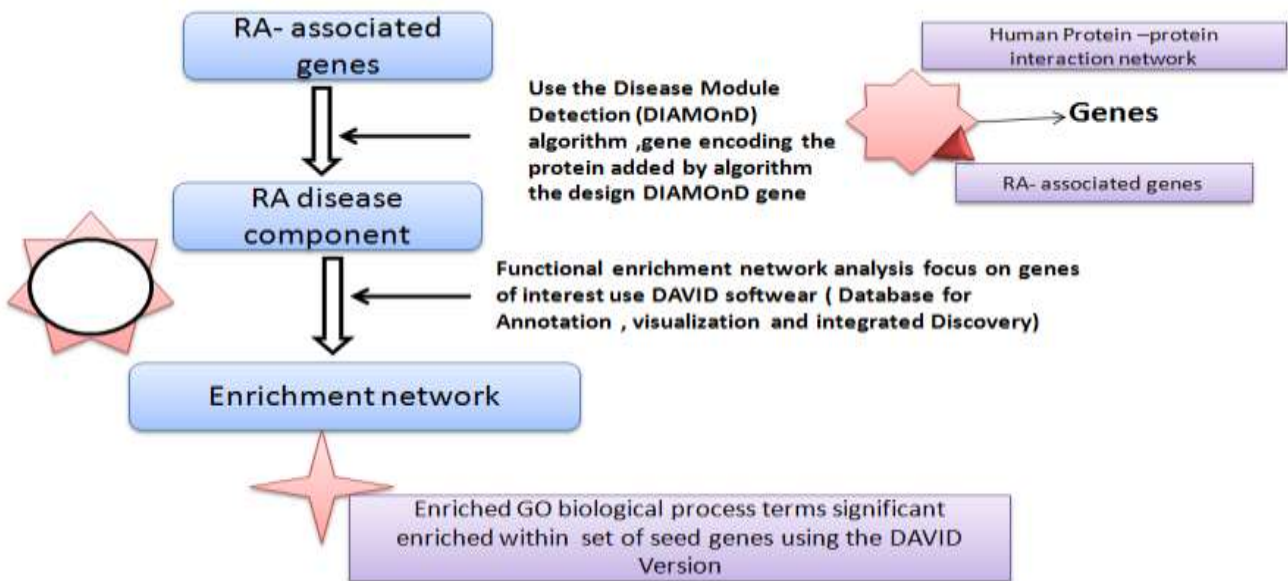 RA- associated
genes
Use the Disease Module
Detection (DIAMOnD)
algorithm ,gene encoding the
protein added by algorithm
the design DIAMOnD gene
Human Protein –protein
interaction network
Genes
RA- associated genes
RA disease
component
Functional enrichment network analysis focus on genes
of interest use DAVID softwear ( Database for
Annotation , visualization and integrated Discovery)
Enrichment network
Enriched GO biological process terms significant
enriched within set of seed genes using the DAVID
Version